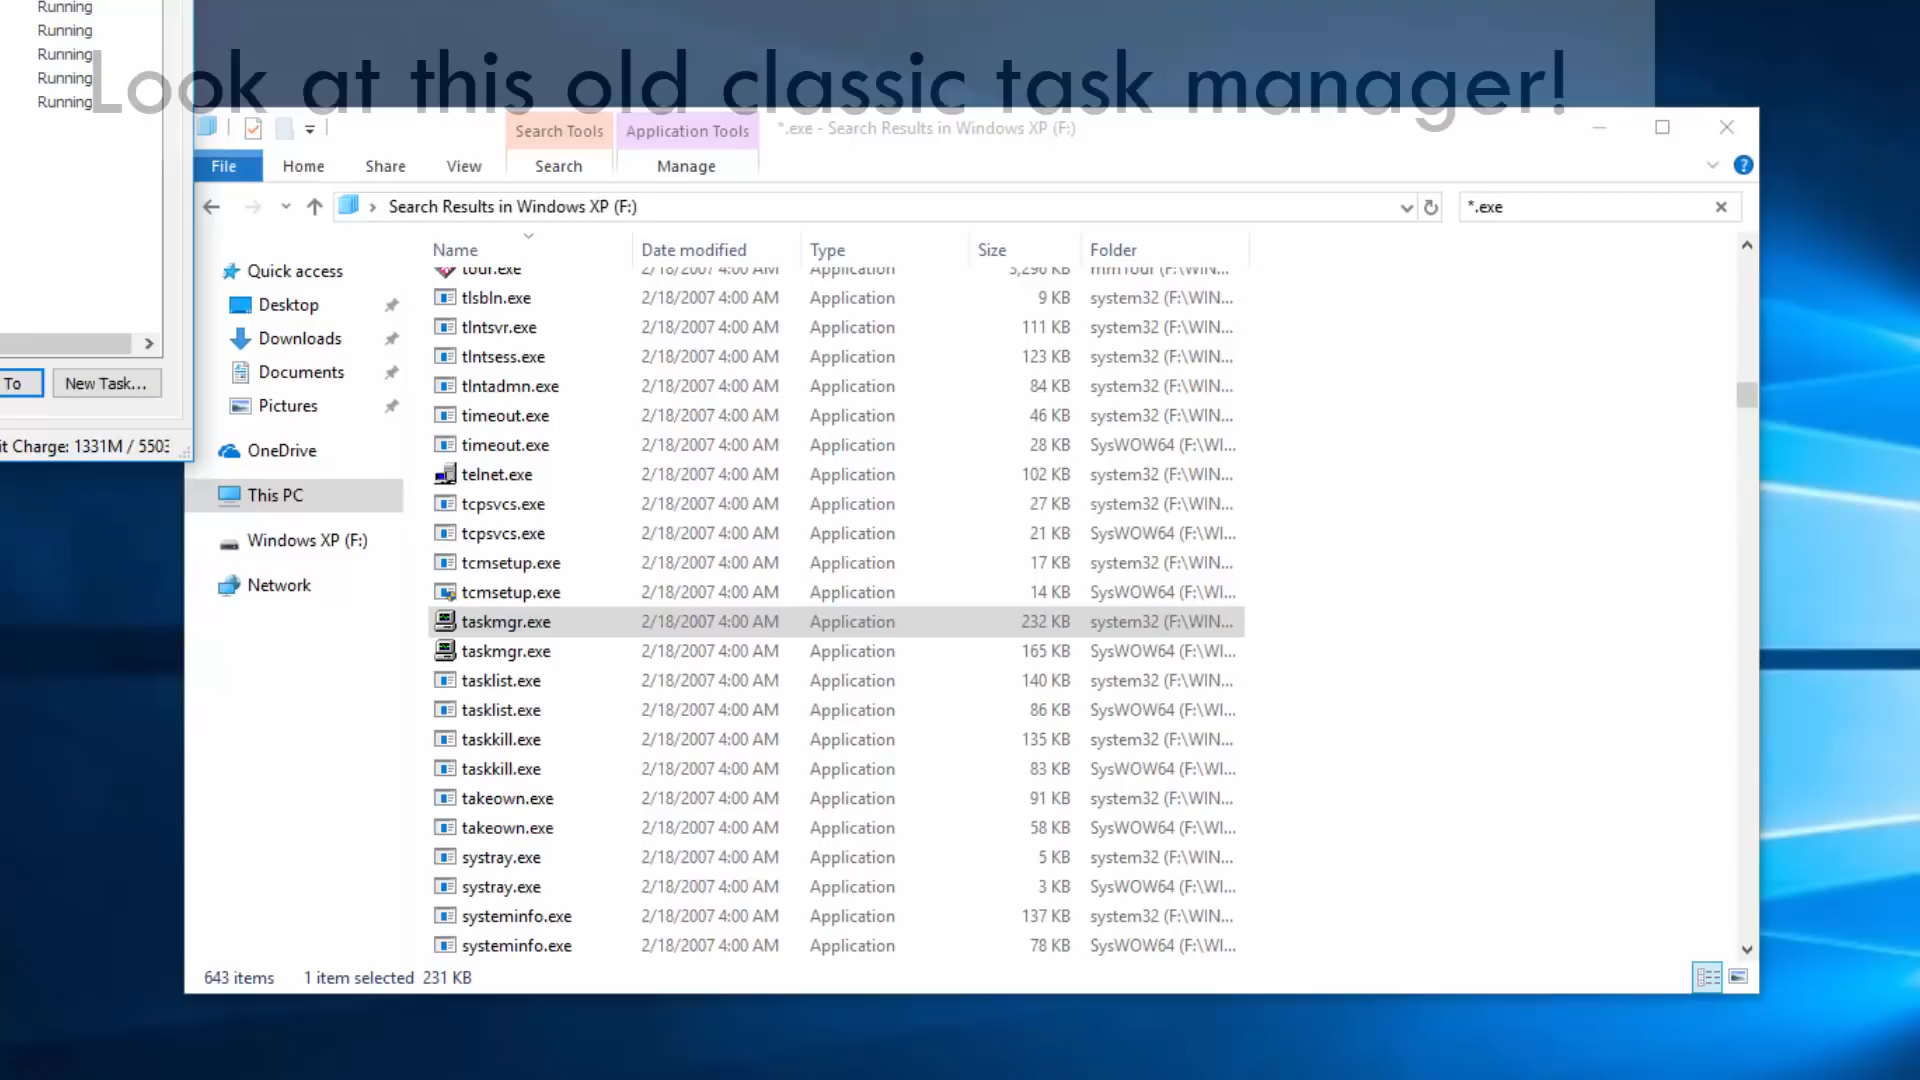 Running
Running
Running
Running
Running
Look at this old classic task manager!
To
New Task...
it Charge: 1331M / 5503
Search Tools
Application Tools
*.exe - Search Results in Windows XP (F:)
File
Home
Share
View
Search
Manage
Search Results in Windows XP (F:)
*.exe
Quick access
Desktop
Downloads
Documents
Pictures
OneDrive
This PC
Windows XP (F:)
Network
Name Date modified Type Size Folder
tour.exe 2/18/2007 4:00 AM Application 3,296 KB mmTour (F:\WIN...
tlsbln.exe 2/18/2007 4:00 AM Application 9 KB system32 (F:\WIN...
tlntsvr.exe 2/18/2007 4:00 AM Application 111 KB system32 (F:\WIN...
tlntsess.exe 2/18/2007 4:00 AM Application 123 KB system32 (F:\WIN...
tlntadmn.exe 2/18/2007 4:00 AM Application 84 KB system32 (F:\WIN...
timeout.exe 2/18/2007 4:00 AM Application 46 KB system32 (F:\WIN...
timeout.exe 2/18/2007 4:00 AM Application 28 KB SysWOW64 (F:\WI...
telnet.exe 2/18/2007 4:00 AM Application 102 KB system32 (F:\WIN...
tcpsvcs.exe 2/18/2007 4:00 AM Application 27 KB system32 (F:\WIN...
tcpsvcs.exe 2/18/2007 4:00 AM Application 21 KB SysWOW64 (F:\WI...
tcmsetup.exe 2/18/2007 4:00 AM Application 17 KB system32 (F:\WIN...
tcmsetup.exe 2/18/2007 4:00 AM Application 14 KB SysWOW64 (F:\WI...
taskmgr.exe 2/18/2007 4:00 AM Application 232 KB system32 (F:\WIN...
taskmgr.exe 2/18/2007 4:00 AM Application 165 KB SysWOW64 (F:\WI...
tasklist.exe 2/18/2007 4:00 AM Application 140 KB system32 (F:\WIN...
tasklist.exe 2/18/2007 4:00 AM Application 86 KB SysWOW64 (F:\WI...
taskkill.exe 2/18/2007 4:00 AM Application 135 KB system32 (F:\WIN...
taskkill.exe 2/18/2007 4:00 AM Application 83 KB SysWOW64 (F:\WI...
takeown.exe 2/18/2007 4:00 AM Application 91 KB system32 (F:\WIN...
takeown.exe 2/18/2007 4:00 AM Application 58 KB SysWOW64 (F:\WI...
systray.exe 2/18/2007 4:00 AM Application 5 KB system32 (F:\WIN...
systray.exe 2/18/2007 4:00 AM Application 3 KB SysWOW64 (F:\WI...
systeminfo.exe 2/18/2007 4:00 AM Application 137 KB system32 (F:\WIN...
systeminfo.exe 2/18/2007 4:00 AM Application 78 KB SysWOW64 (F:\WI...
643 items 1 item selected 231 KB